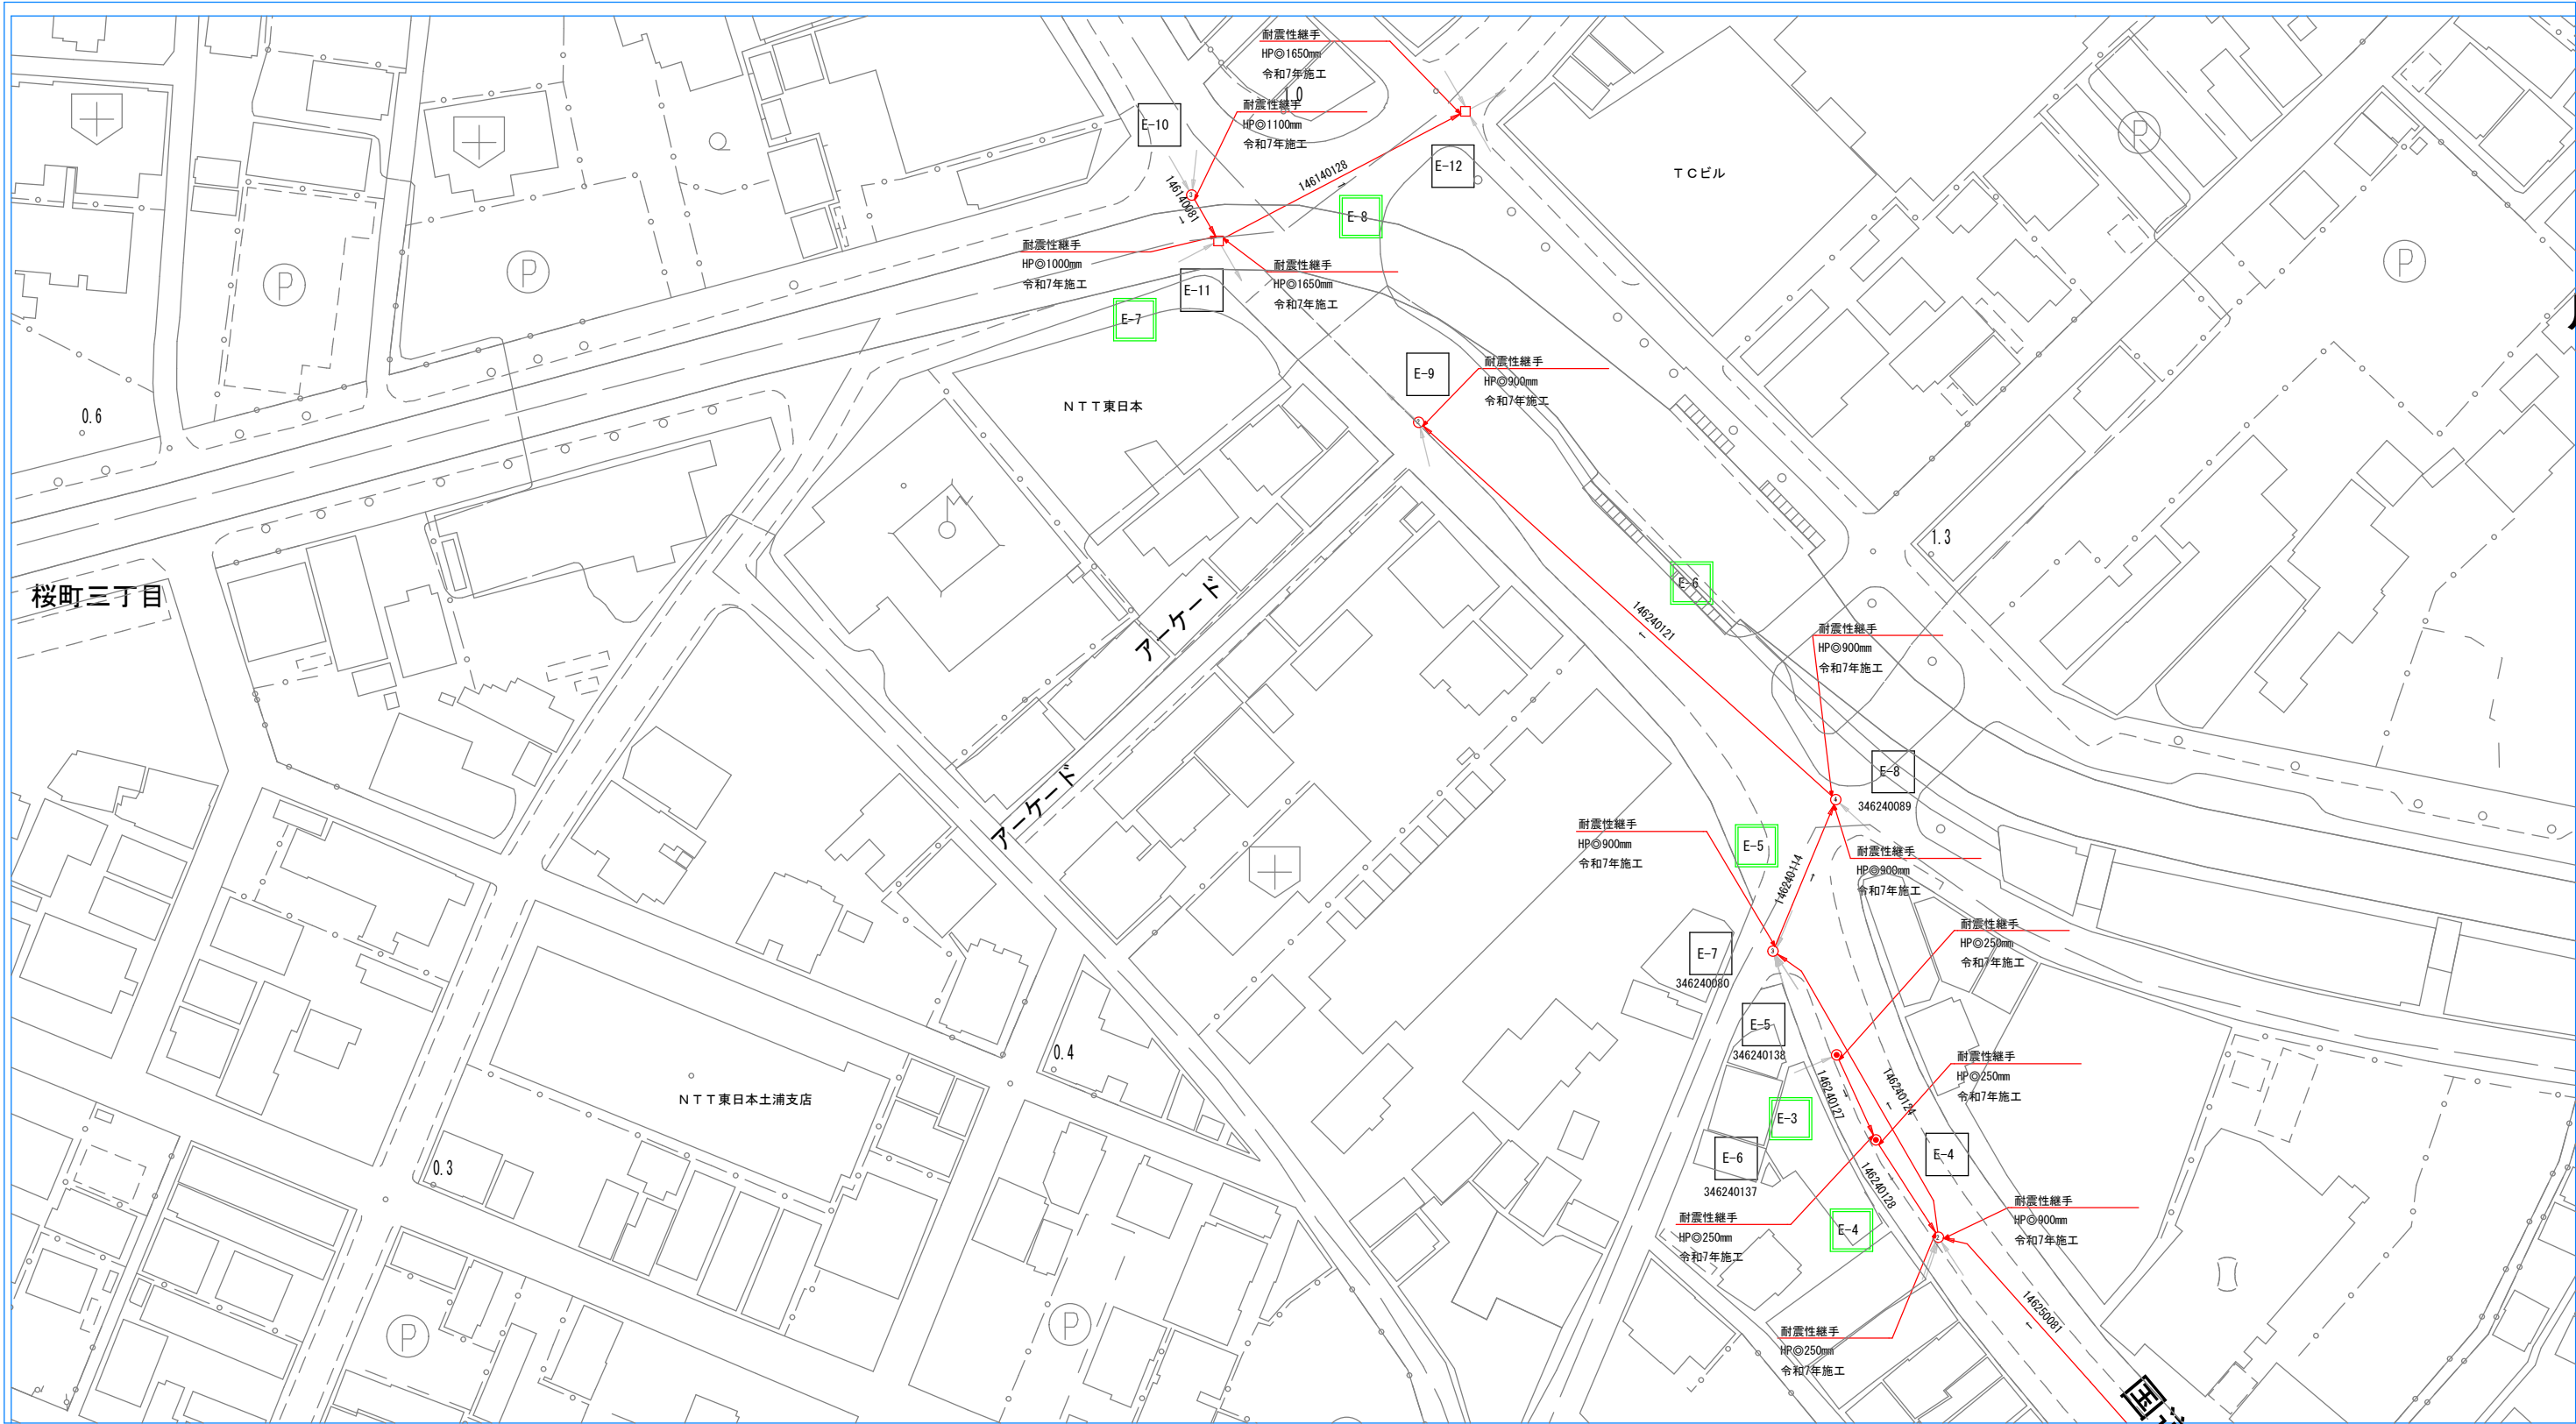 耐震性継手
HP◎1650mm
令和7年施工
1.0
耐震性継手
HP◎1100mm
令和7年施工
E-10
E-12
146140128
146140081
TCビル
P
E-8
耐震性継手
HP◎1000mm
令和7年施工
耐震性継手
HP◎1650mm
令和7年施工
E-11
E-7
P
P
P
E-9
耐震性継手
HP◎900mm
令和7年施工
NTT東日本
0.6
1.3
桜町三丁目
アーケード
アーケード
E-6
146240121
耐震性継手
HP◎900mm
令和7年施工
E-8
346240089
耐震性継手
HP◎900mm
令和7年施工
E-5
146240114
耐震性継手
HP◎900mm
令和7年施工
E-7
346240080
耐震性継手
HP◎250mm
令和7年施工
E-5
346240138
0.4
NTT東日本土浦支店
0.3
耐震性継手
HP◎250mm
令和7年施工
146240127
146240124
E-3
E-6
346240137
E-4
146240128
耐震性継手
HP◎250mm
令和7年施工
E-4
耐震性継手
HP◎900mm
令和7年施工
146250081
耐震性継手
HP◎250mm
令和7年施工
P
P
国道